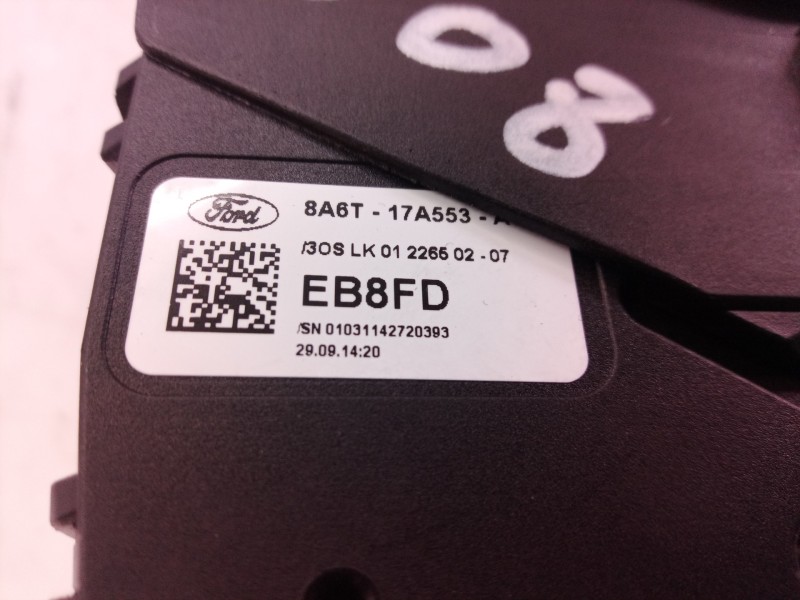 08
Ford
8A6T - 17A553 -
/3OS LK 01 2265 02 - 07
EB8FD
/SN 01031142720393
29.09.14:20